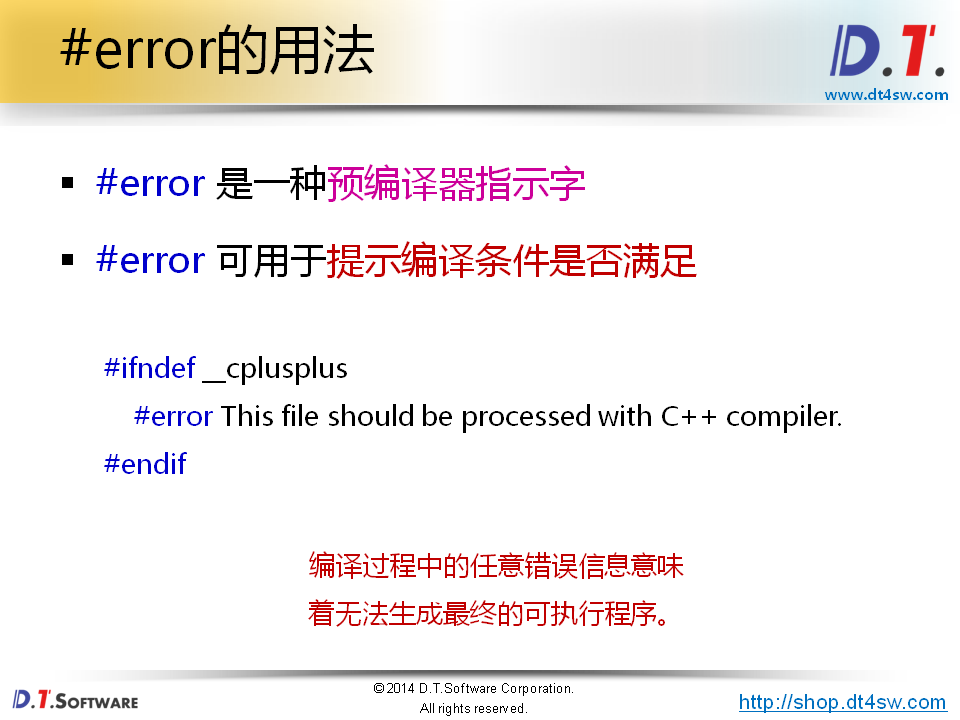 #error的用法
D.T.
www.dt4sw.com
▪ #error 是一种预编译器指示字
▪ #error 可用于提示编译条件是否满足
#ifndef __cplusplus
#error This file should be processed with C++ compiler.
#endif
编译过程中的任意错误信息意味
着无法生成最终的可执行程序。
D.T.SOFTWARE
©2014 D.T.Software Corporation.
All rights reserved.
http://shop.dt4sw.com